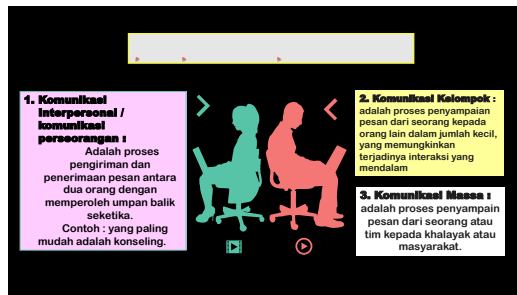 1. Komunikasi
interpersonal /
komunikasi
perseorangan :
Adalah proses
pengiriman dan
penerimaan pesan antara
dua orang dengan
memperoleh umpan balik
seketika.
Contoh : yang paling
mudah adalah konseling.
2. Komunikasi Kelompok :
adalah proses penyampaian
pesan dari seorang kepada
orang lain dalam jumlah kecil,
yang memungkinkan
terjadinya interaksi yang
mendalam
3. Komunikasi Massa :
adalah proses penyampain
pesan dari seorang atau
tim kepada khalayak atau
masyarakat.